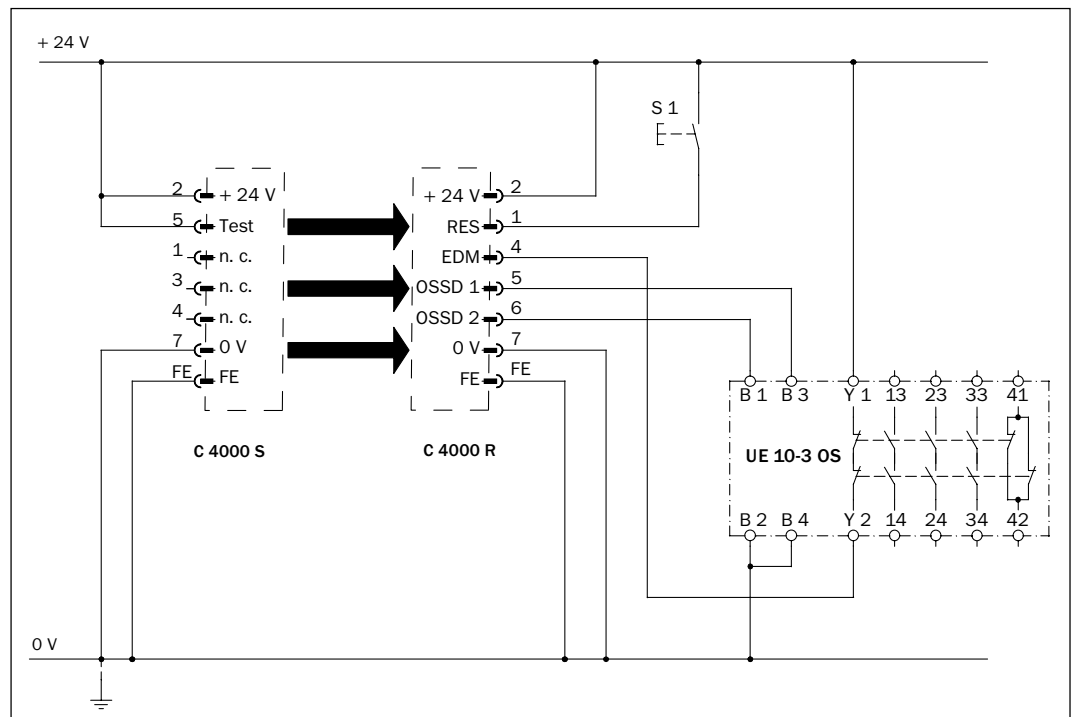 + 24 V
S 1
2 + 24 V
5 Test
1 n. c.
3 n. c.
4 n. c.
7 0 V
FE FE
C 4000 S
+ 24 V 2
RES 1
EDM 4
OSSD 1 5
OSSD 2 6
0 V 7
FE FE
C 4000 R
B 1 B 3 Y 1 13 23 33 41
UE 10-3 OS
B 2 B 4 Y 2 14 24 34 42
0 V